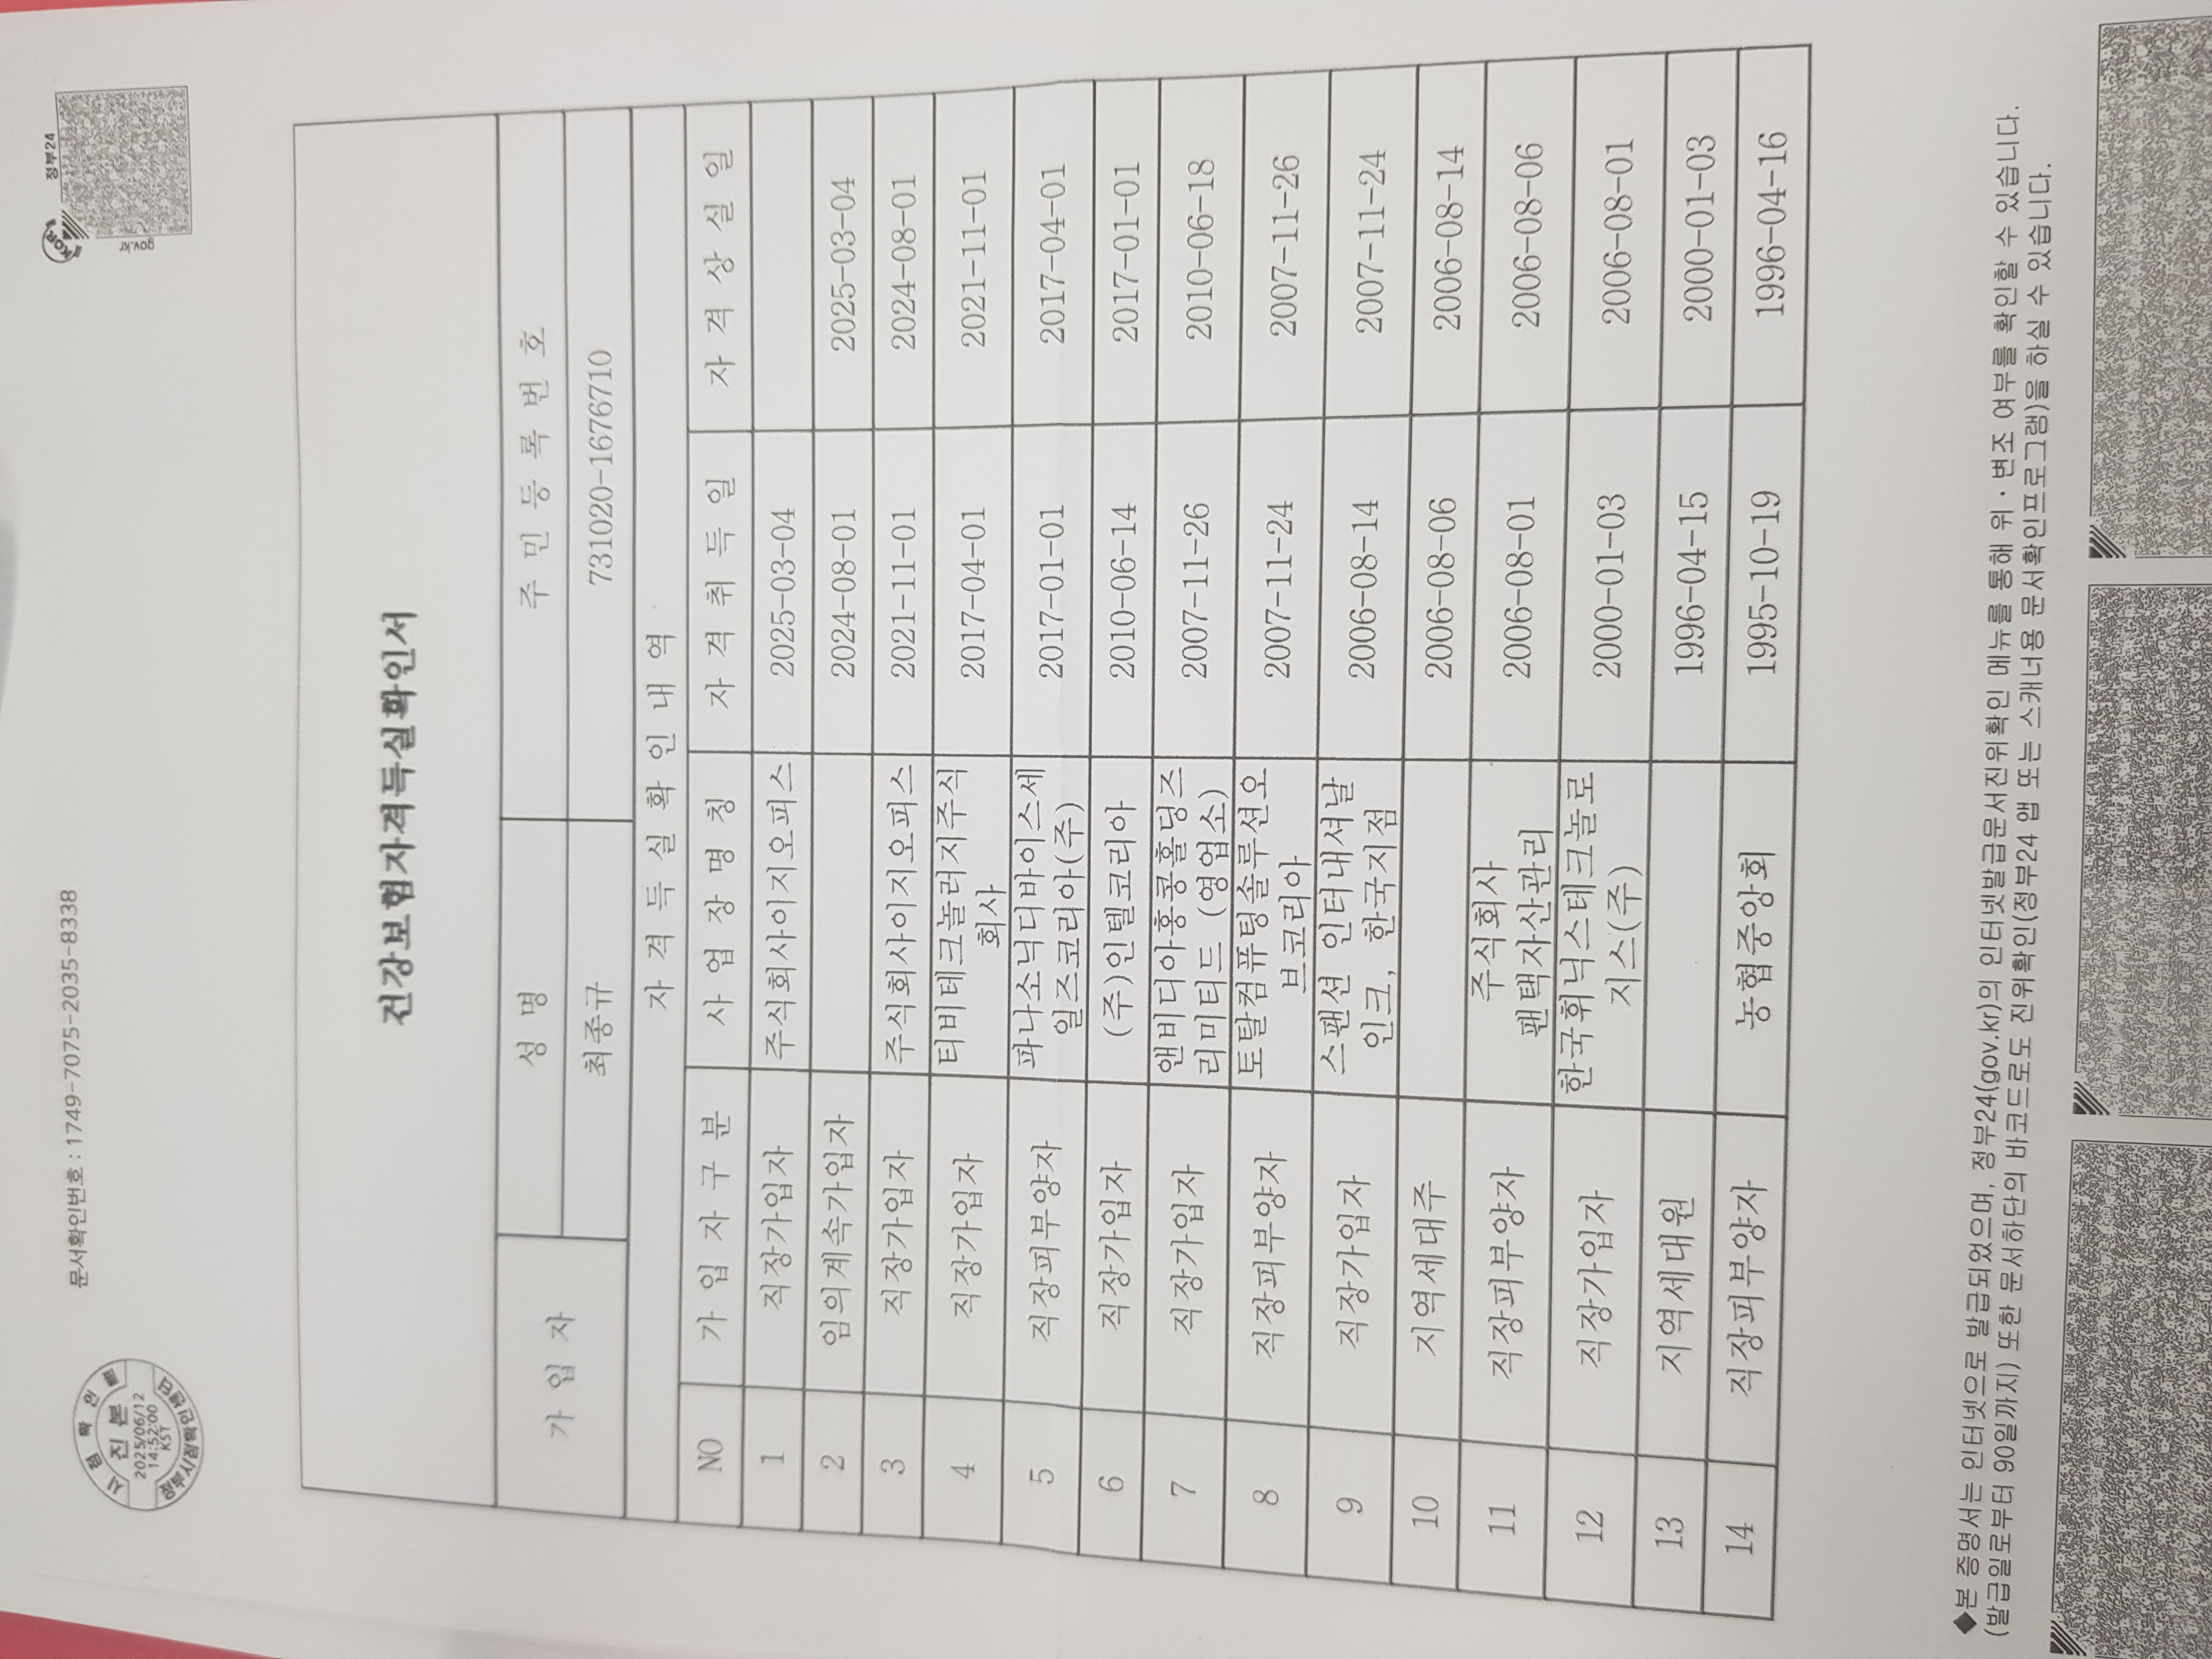 문서확인번호 : 1749-7075-2035-8338
시점확인필
진본
2025/06/12
14:52:00
KST
정부시점확인센터
KOR
정부24
gov.kr
건강보험자격득실확인서
가 입 자
성 명
주 민 등 록 번 호
최종규
731020-1676710
자 격 득 실 확 인 내 역
NO 가 입 자 구 분 사 업 장 명 칭 자 격 취 득 일 자 격 상 실 일
1 직장가입자 주식회사이지오피스 2025-03-04
2 임의계속가입자 2024-08-01 2025-03-04
3 직장가입자 주식회사이지오피스 2021-11-01 2024-08-01
4 직장가입자 티비테크놀러지주식
회사 2017-04-01 2021-11-01
5 직장피부양자 파나소닉디바이스세
일즈코리아(주) 2017-01-01 2017-04-01
6 직장가입자 (주)인텔코리아 2010-06-14 2017-01-01
7 직장가입자 앤비디아홍콩홀딩즈
리미티드 (영업소) 2007-11-26 2010-06-18
8 직장피부양자 토탈컴퓨팅솔루션오
브코리아 2007-11-24 2007-11-26
9 직장가입자 스팬션 인터내셔날
인크, 한국지점 2006-08-14 2007-11-24
10 지역세대주 2006-08-06 2006-08-14
11 직장피부양자 주식회사
팬택자산관리 2006-08-01 2006-08-06
12 직장가입자 한국휘닉스테크놀로
지스(주) 2000-01-03 2006-08-01
13 지역세대원 1996-04-15 2000-01-03
14 직장피부양자 농협중앙회 1995-10-19 1996-04-16
◆본 증명서는 인터넷으로 발급되었으며, 정부24(gov.kr)의 인터넷발급문서진위확인 메뉴를 통해 위·변조 여부를 확인할 수 있습니다.
(발급일로부터 90일까지) 또한 문서하단의 바코드로도 진위확인(정부24 앱 또는 스캐너용 문서확인프로그램)을 하실 수 있습니다.